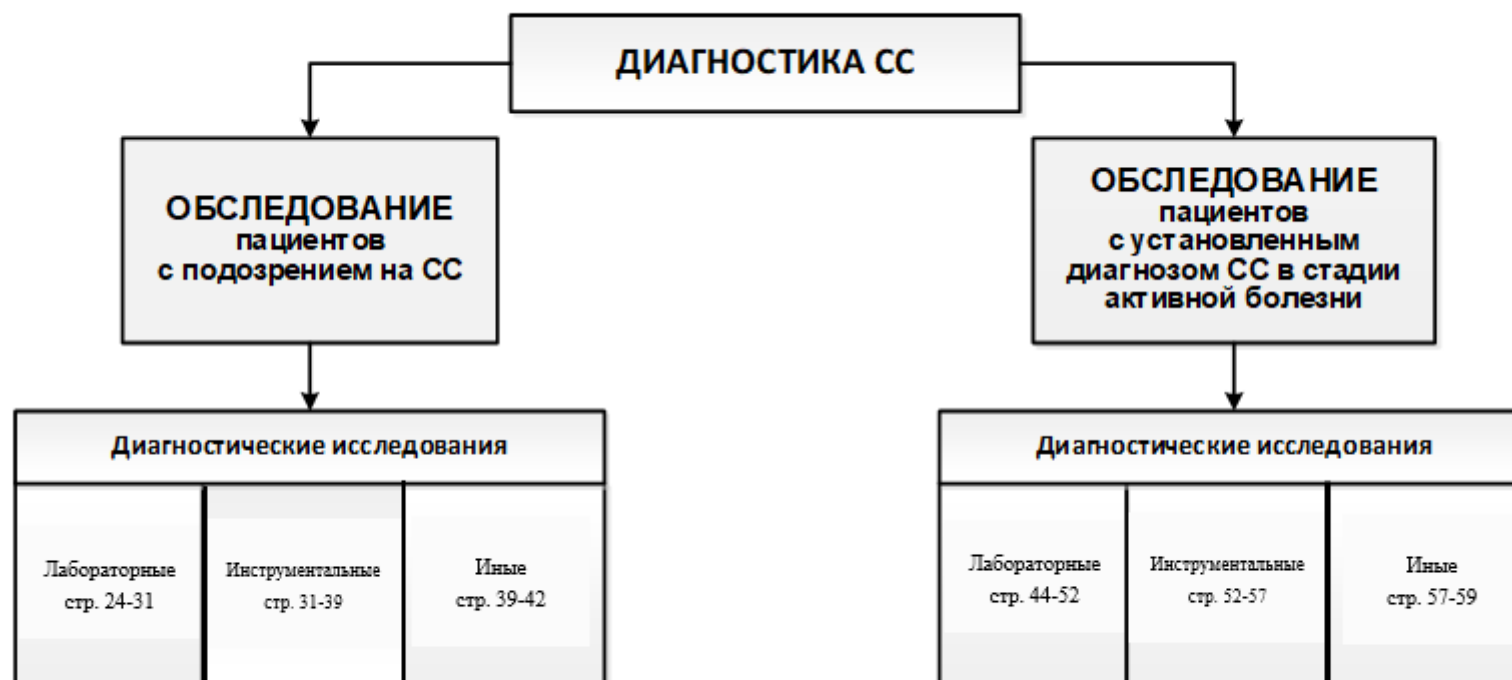 ДИАГНОСТИКА СС
ОБСЛЕДОВАНИЕ
пациентов
с подозрением на СС
ОБСЛЕДОВАНИЕ
пациентов
с установленным
диагнозом СС в стадии
активной болезни
Диагностические исследования
Лабораторные
стр. 24-31
Инструментальные
стр. 31-39
Иные
стр. 39-42
Диагностические исследования
Лабораторные
стр. 44-52
Инструментальные
стр. 52-57
Иные
стр. 57-59